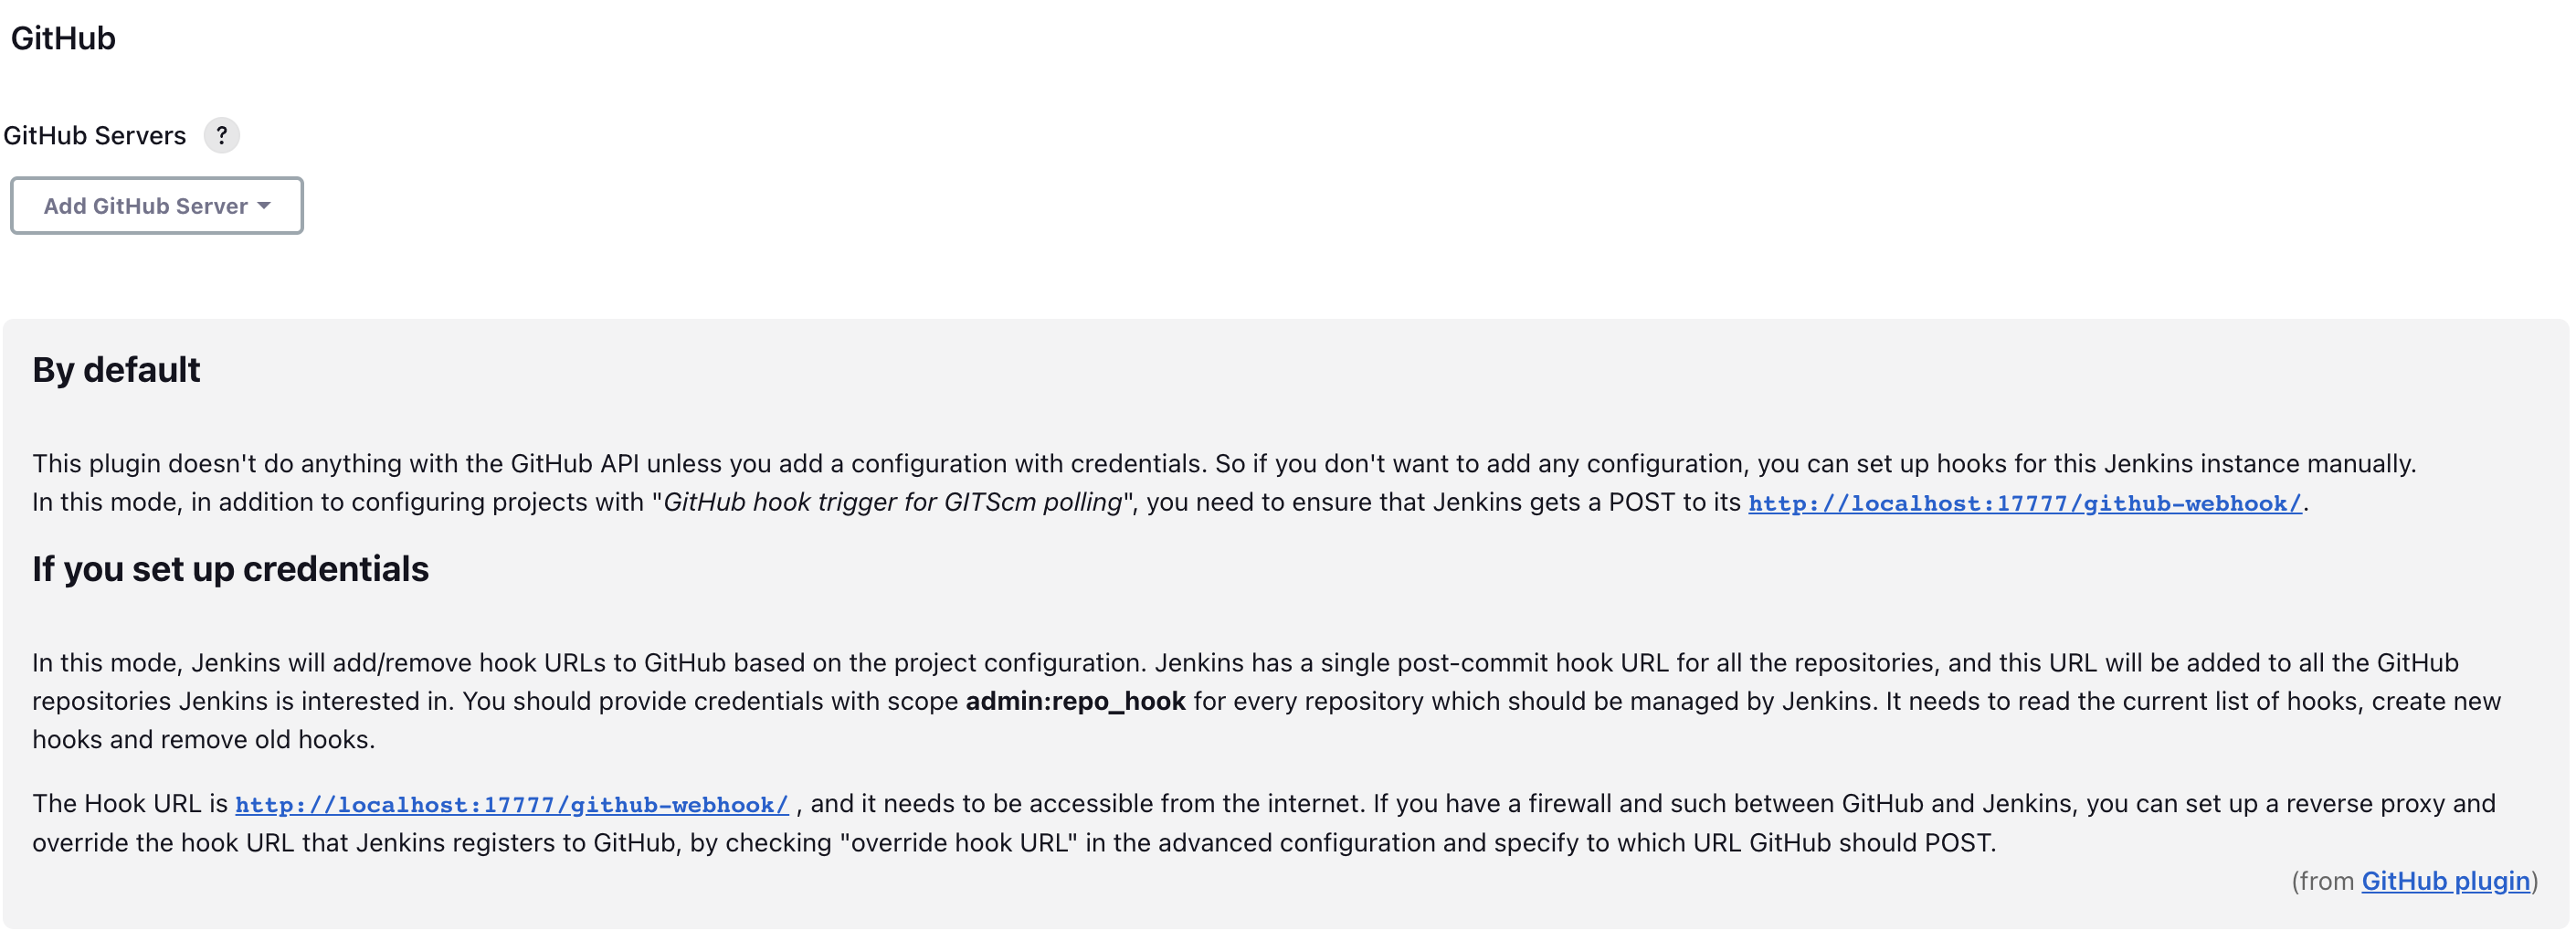 GitHub
GitHub Servers ?
Add GitHub Server
By default
This plugin doesn't do anything with the GitHub API unless you add a configuration with credentials. So if you don't want to add any configuration, you can set up hooks for this Jenkins instance manually.
In this mode, in addition to configuring projects with "GitHub hook trigger for GITScm polling", you need to ensure that Jenkins gets a POST to its http://localhost:17777/github-webhook/.
If you set up credentials
In this mode, Jenkins will add/remove hook URLs to GitHub based on the project configuration. Jenkins has a single post-commit hook URL for all the repositories, and this URL will be added to all the GitHub
repositories Jenkins is interested in. You should provide credentials with scope admin:repo_hook for every repository which should be managed by Jenkins. It needs to read the current list of hooks, create new
hooks and remove old hooks.
The Hook URL is http://localhost:17777/github-webhook/ , and it needs to be accessible from the internet. If you have a firewall and such between GitHub and Jenkins, you can set up a reverse proxy and
override the hook URL that Jenkins registers to GitHub, by checking "override hook URL" in the advanced configuration and specify to which URL GitHub should POST.
(from GitHub plugin)